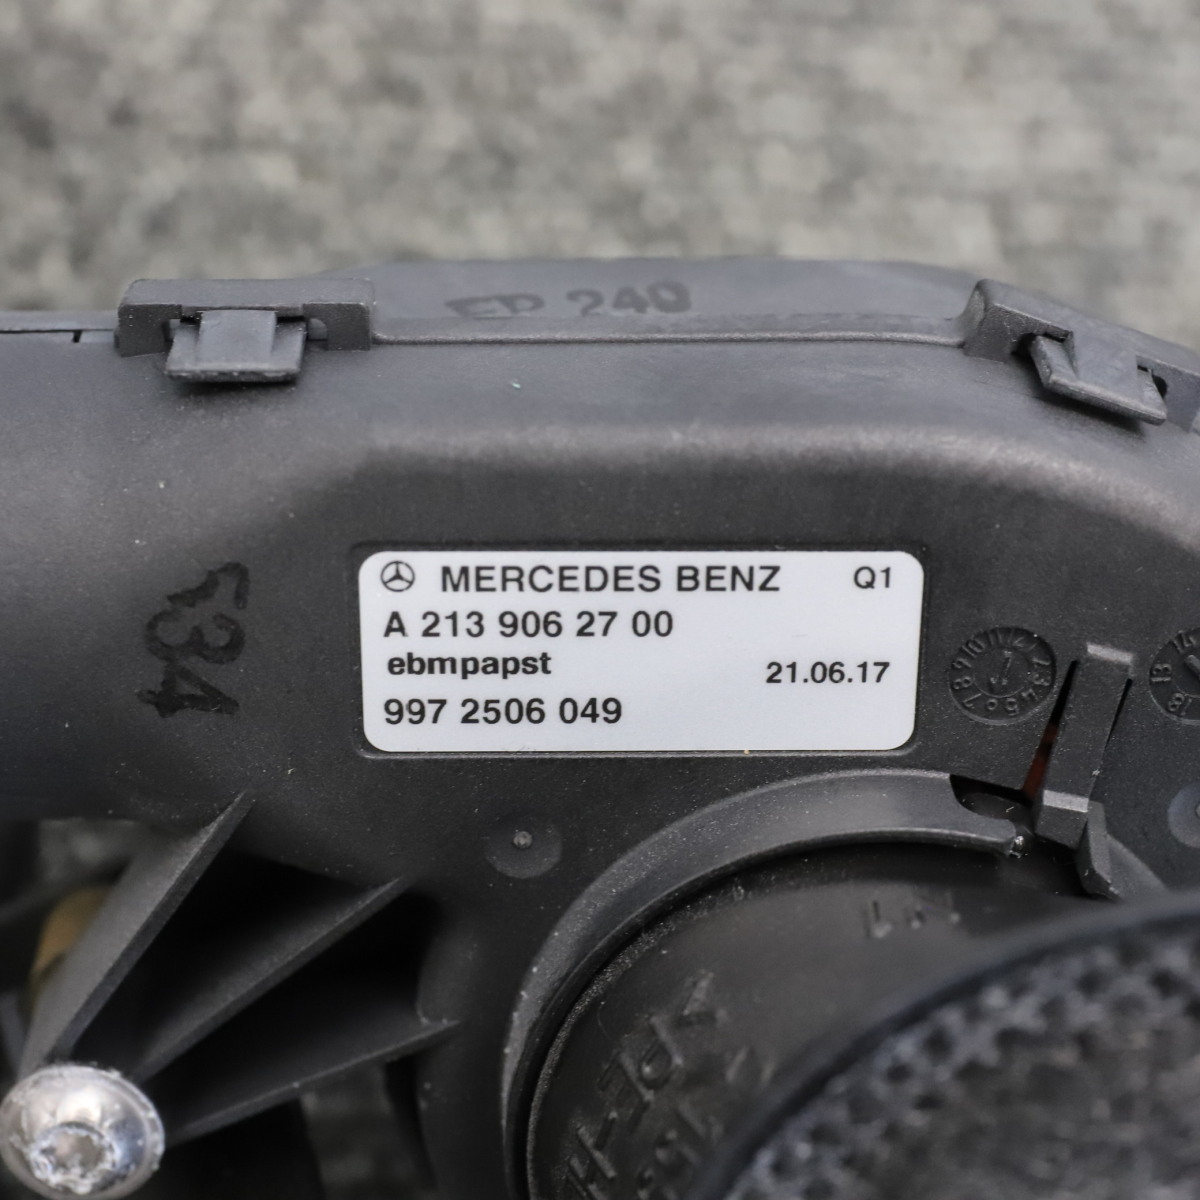 EP 240
MERCEDES BENZ Q1
A 213 906 27 00
ebmpapst 21.06.17
997 2506 049
534